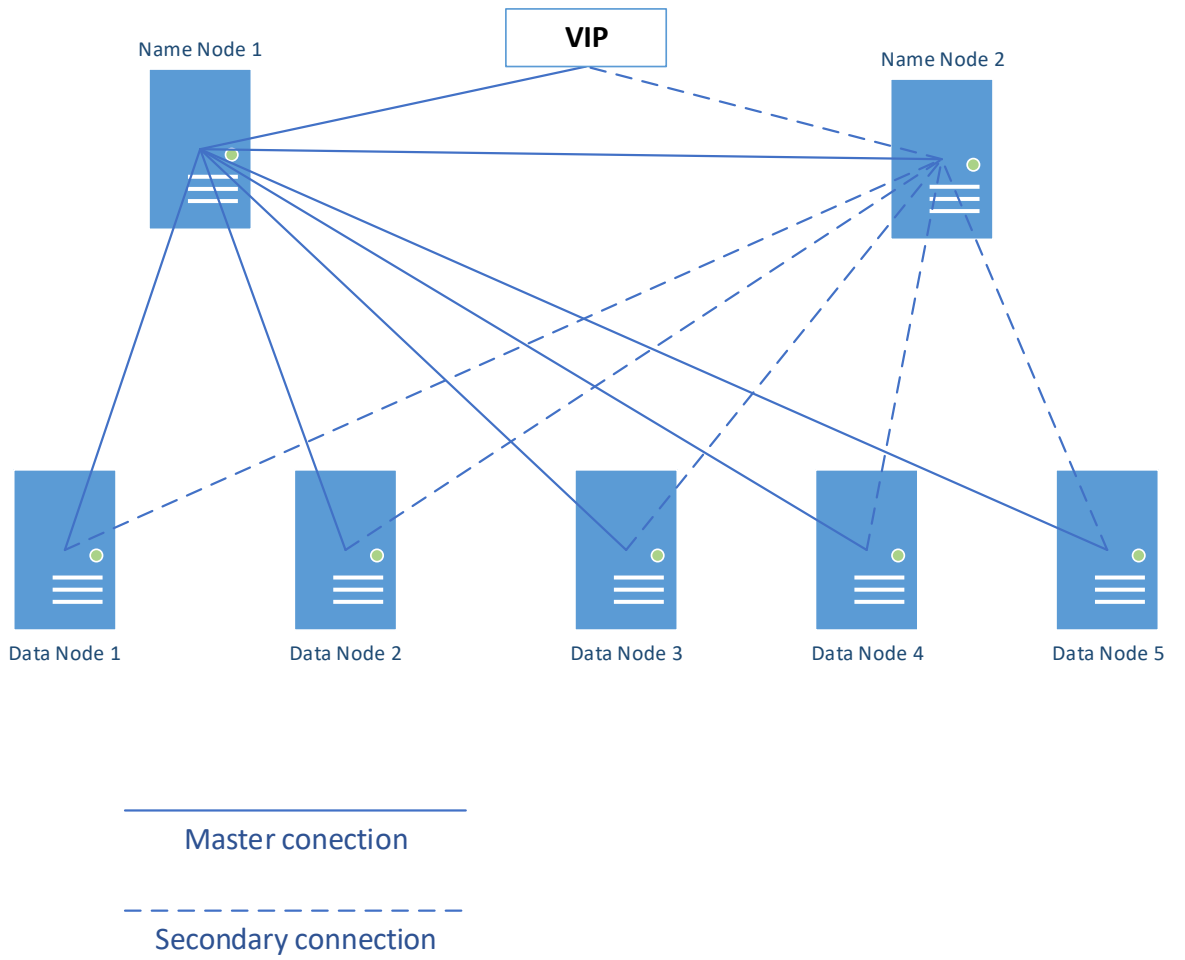 VIP
Name Node 1
Name Node 2
Data Node 1
Data Node 2
Data Node 3
Data Node 4
Data Node 5
Master conection
Secondary connection